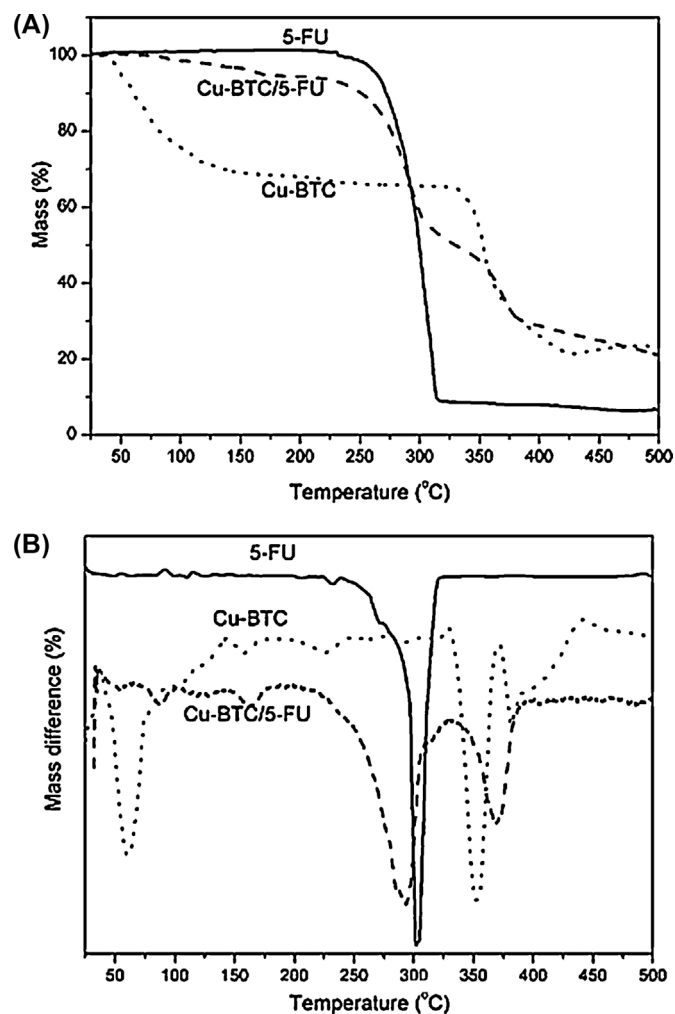 (A)
5-FU
100
Cu-BTC/5-FU
80
Cu-BTC
60
40
20
0
Mass (%)
50 100 150 200 250 300 350 400 450 500
Temperature (°C)
(B)
5-FU
Cu-BTC
Cu-BTC/5-FU
Mass difference (%)
50 100 150 200 250 300 350 400 450 500
Temperature (°C)